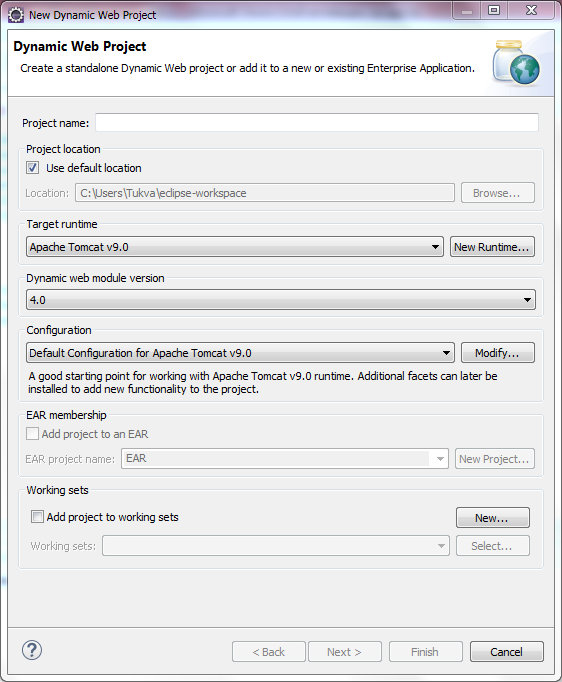 New Dynamic Web Project
Dynamic Web Project
Create a standalone Dynamic Web project or add it to a new or existing Enterprise Application.
Project name:
Project location
Use default location
Location: C:\Users\Tukva\eclipse-workspace Browse...
Target runtime
Apache Tomcat v9.0 New Runtime...
Dynamic web module version
4.0
Configuration
Default Configuration for Apache Tomcat v9.0 Modify...
A good starting point for working with Apache Tomcat v9.0 runtime. Additional facets can later be
installed to add new functionality to the project.
EAR membership
Add project to an EAR
EAR project name: EAR New Project...
Working sets
Add project to working sets New...
Working sets: Select...
? < Back Next > Finish Cancel